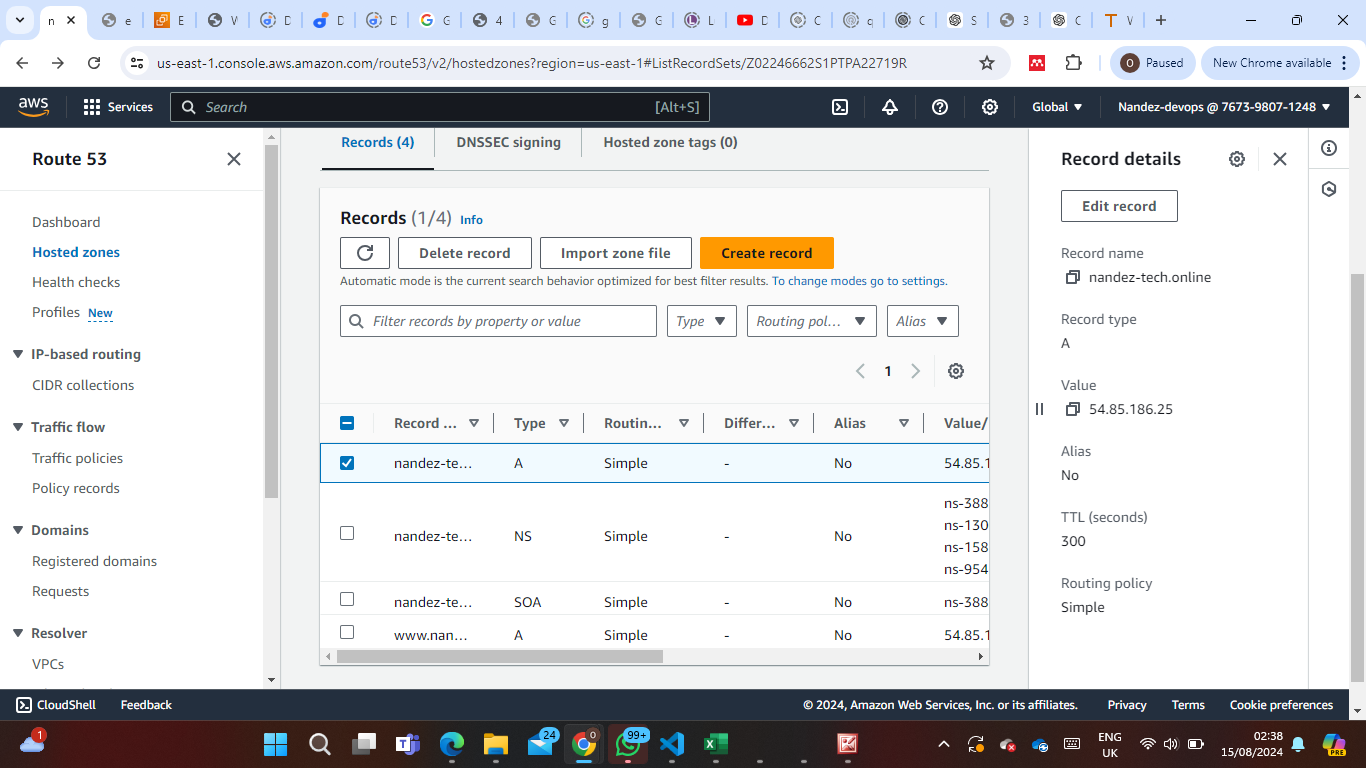 n
e
E
V
D
D
D
G
4
G
g
G
L
D
C
q
C
S
3
C
V
us-east-1.console.aws.amazon.com/route53/v2/hostedzones?region=us-east-1#ListRecordSets/Z02246662S1PTPA22719R
O Paused
New Chrome available
aws
Services
Search [Alt+S]
Global
Nandez-devops @ 7673-9807-1248
Route 53
Dashboard
Hosted zones
Health checks
Profiles New
IP-based routing
CIDR collections
Traffic flow
Traffic policies
Policy records
Domains
Registered domains
Requests
Resolver
VPCs
Records (4) DNSSEC signing Hosted zone tags (0)
Records (1/4) Info
Delete record Import zone file Create record
Automatic mode is the current search behavior optimized for best filter results. To change modes go to settings.
Filter records by property or value Type Routing pol... Alias
1
Record ... Type Routin... Differ... Alias Value/
nandez-te... A Simple - No 54.85.1
nandez-te... NS Simple - No
ns-388
ns-130
ns-158
ns-954
nandez-te... SOA Simple - No ns-388
www.nan... A Simple - No 54.85.1
Record details
Edit record
Record name
nandez-tech.online
Record type
A
Value
54.85.186.25
Alias
No
TTL (seconds)
300
Routing policy
Simple
CloudShell Feedback © 2024, Amazon Web Services, Inc. or its affiliates. Privacy Terms Cookie preferences
1
24
0
99+
ENG
UK
02:38
15/08/2024
PRE